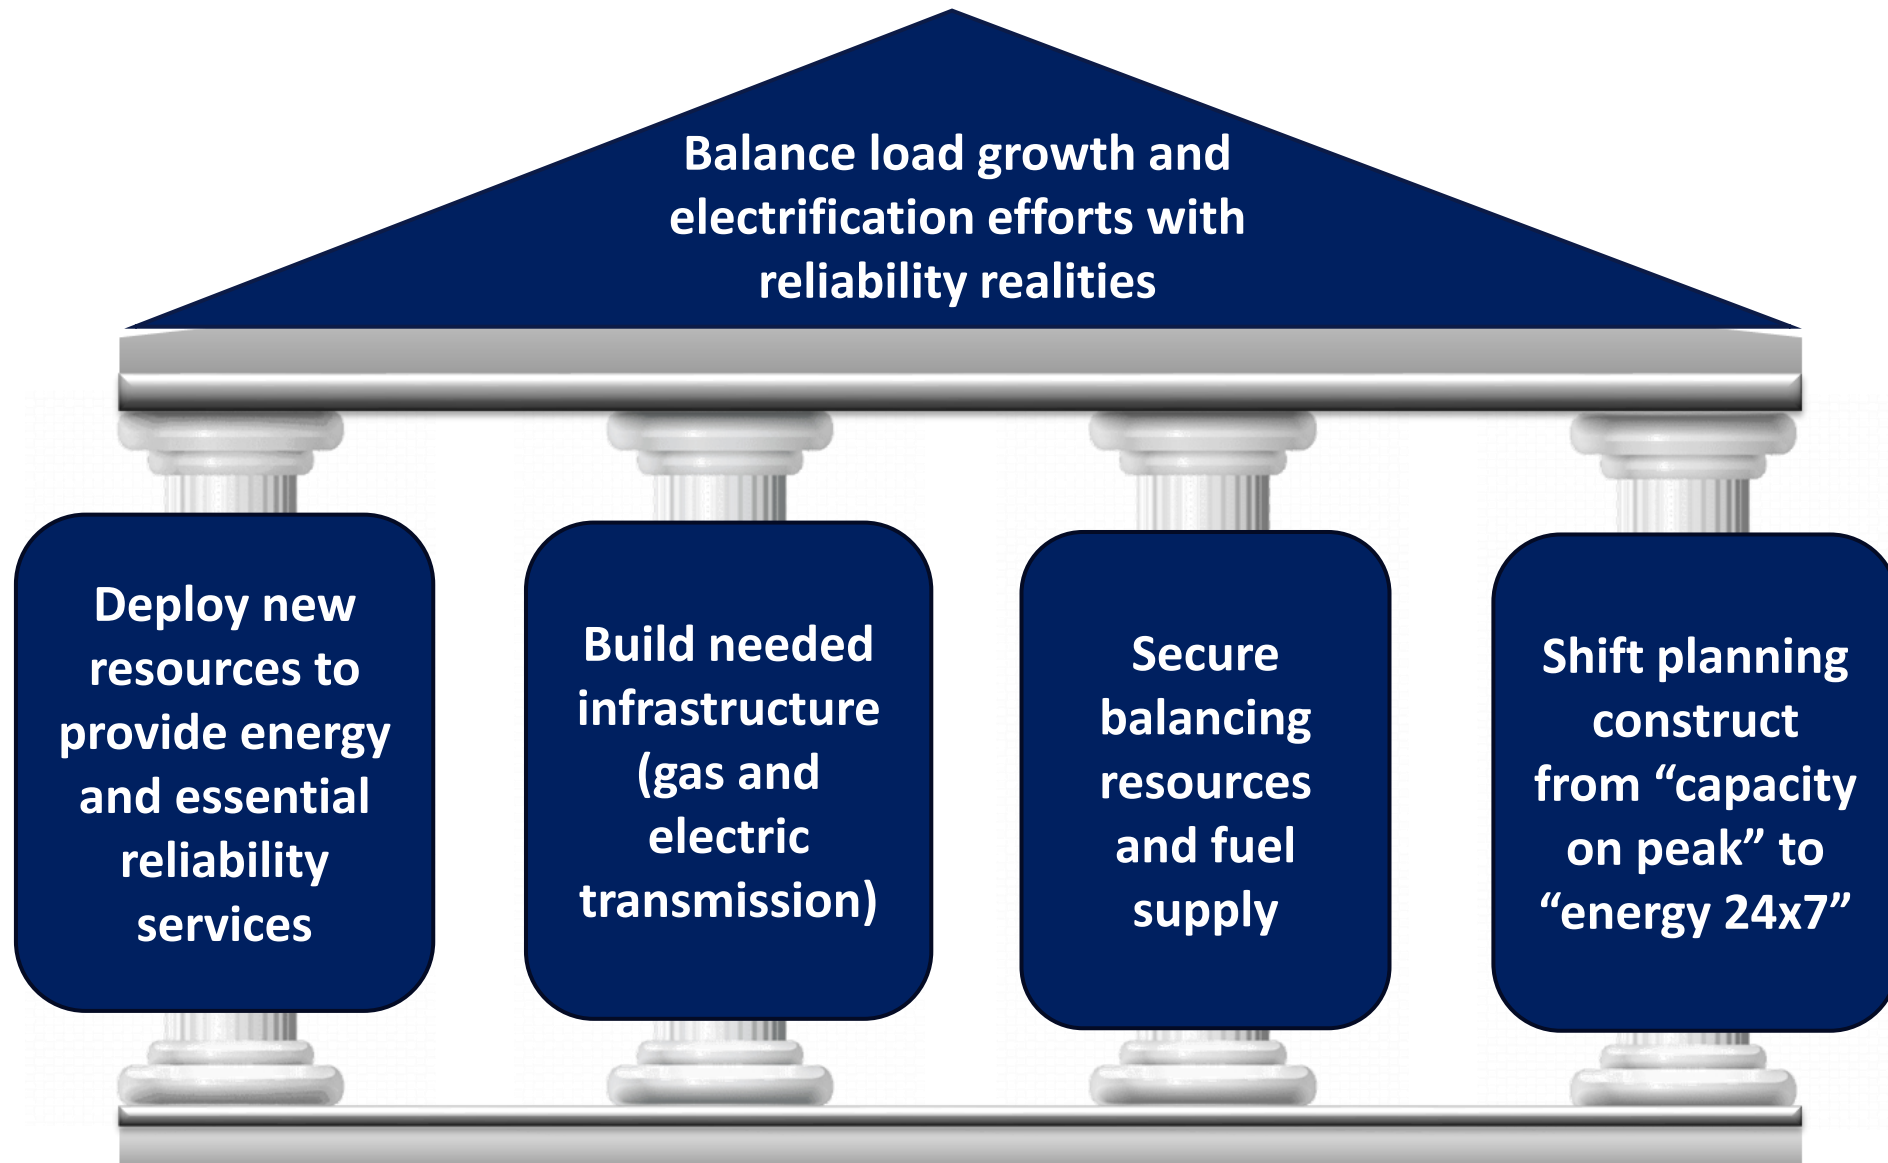 Balance load growth and
electrification efforts with
reliability realities
Deploy new
resources to
provide energy
and essential
reliability
services
Build needed
infrastructure
(gas and
electric
transmission)
Secure
balancing
resources
and fuel
supply
Shift planning
construct
from “capacity
on peak” to
“energy 24x7”